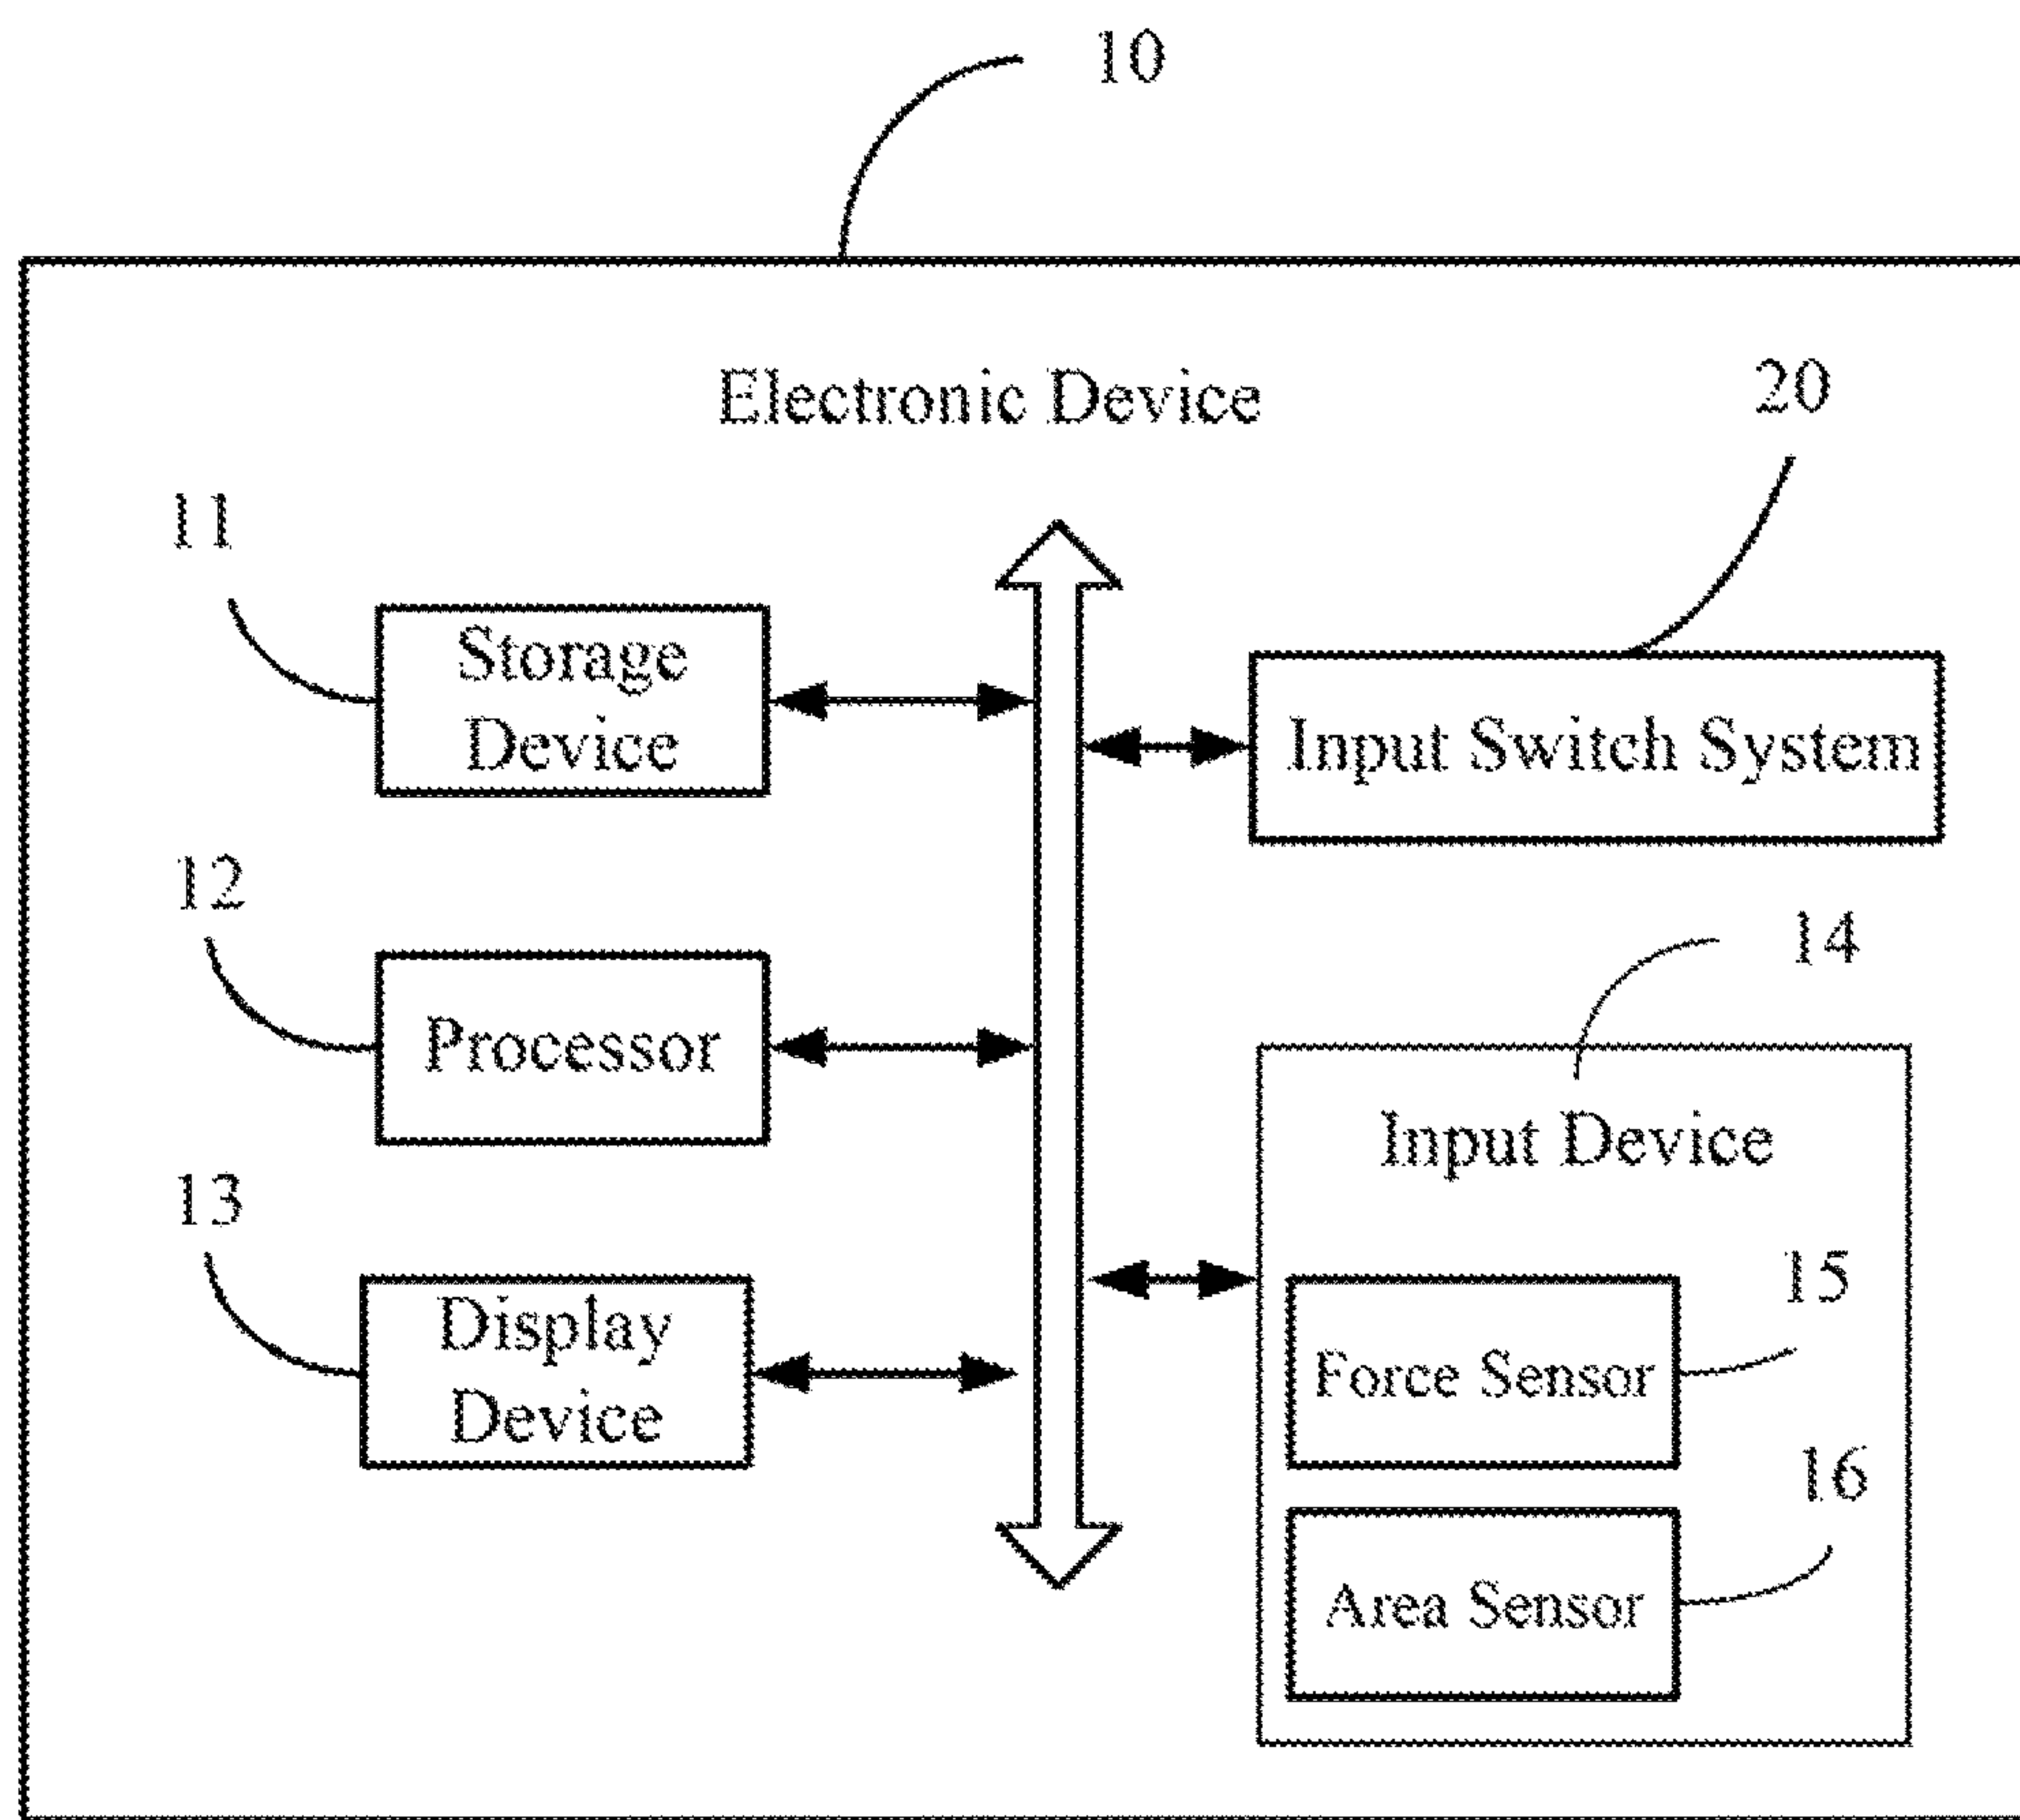 10
Electronic Device
20
11
Storage
Device
Input Switch System
12
Processor
14
Input Device
13
Display
Device
15
Force Sensor
16
Area Sensor